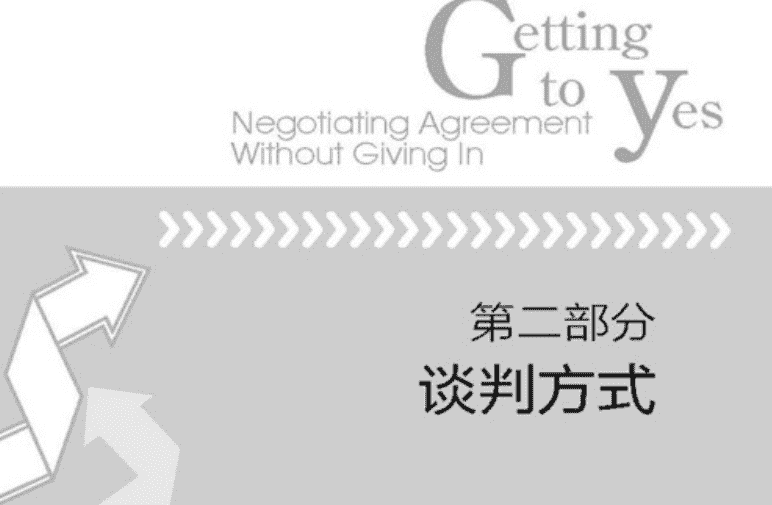 Getting
to Yes
Negotiating Agreement
Without Giving In
第二部分
谈判方式